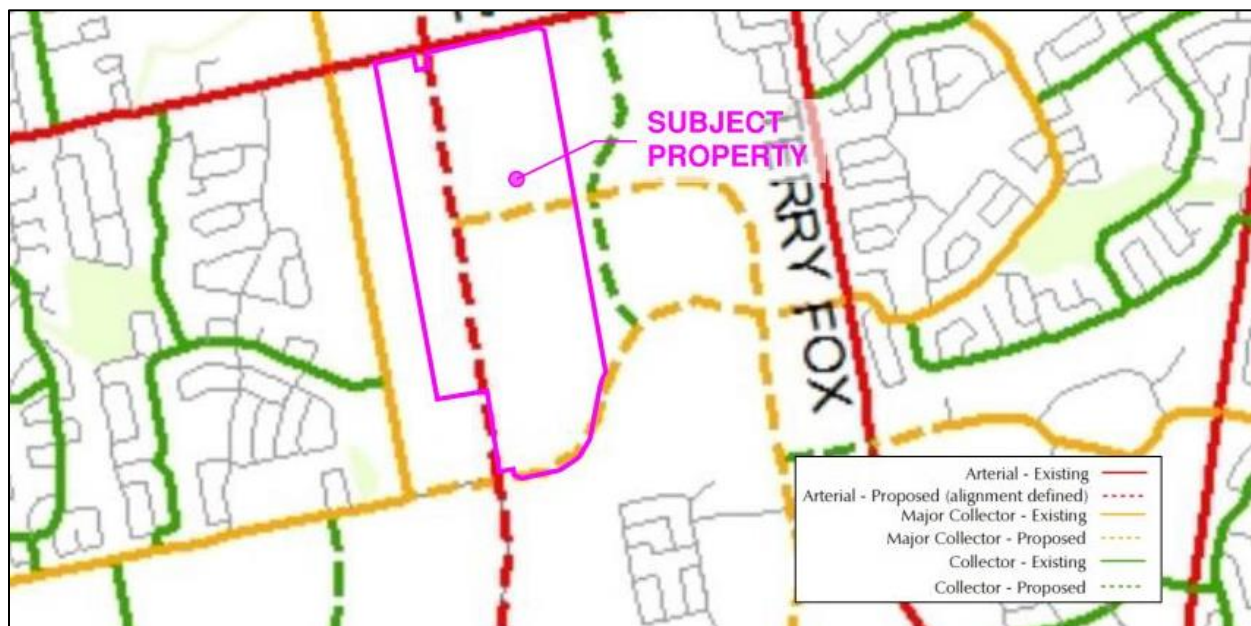 SUBJECT
PROPERTY
TERRY FOX
Arterial - Existing
Arterial - Proposed (alignment defined)
Major Collector - Existing
Major Collector - Proposed
Collector - Existing
Collector - Proposed